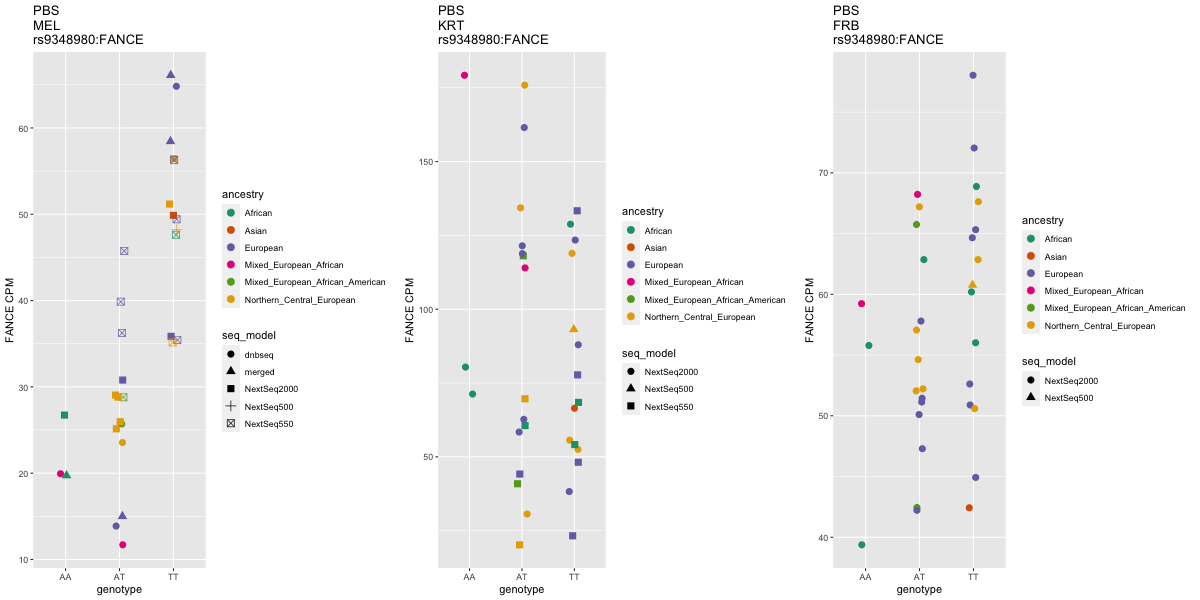 PBS
MEL
rs9348980:FANCE
FANCE CPM
60
50
40
30
20
10
AA
AT
TT
genotype
ancestry
African
Asian
European
Mixed_European_African
Mixed_European_African_American
Northern_Central_European
seq_model
dnbseq
merged
NextSeq2000
NextSeq500
NextSeq550
PBS
KRT
rs9348980:FANCE
FANCE CPM
150
100
50
AA
AT
TT
genotype
ancestry
African
Asian
European
Mixed_European_African
Mixed_European_African_American
Northern_Central_European
seq_model
NextSeq2000
NextSeq500
NextSeq550
PBS
FRB
rs9348980:FANCE
FANCE CPM
70
60
50
40
AA
AT
TT
genotype
ancestry
African
Asian
European
Mixed_European_African
Mixed_European_African_American
Northern_Central_European
seq_model
NextSeq2000
NextSeq500